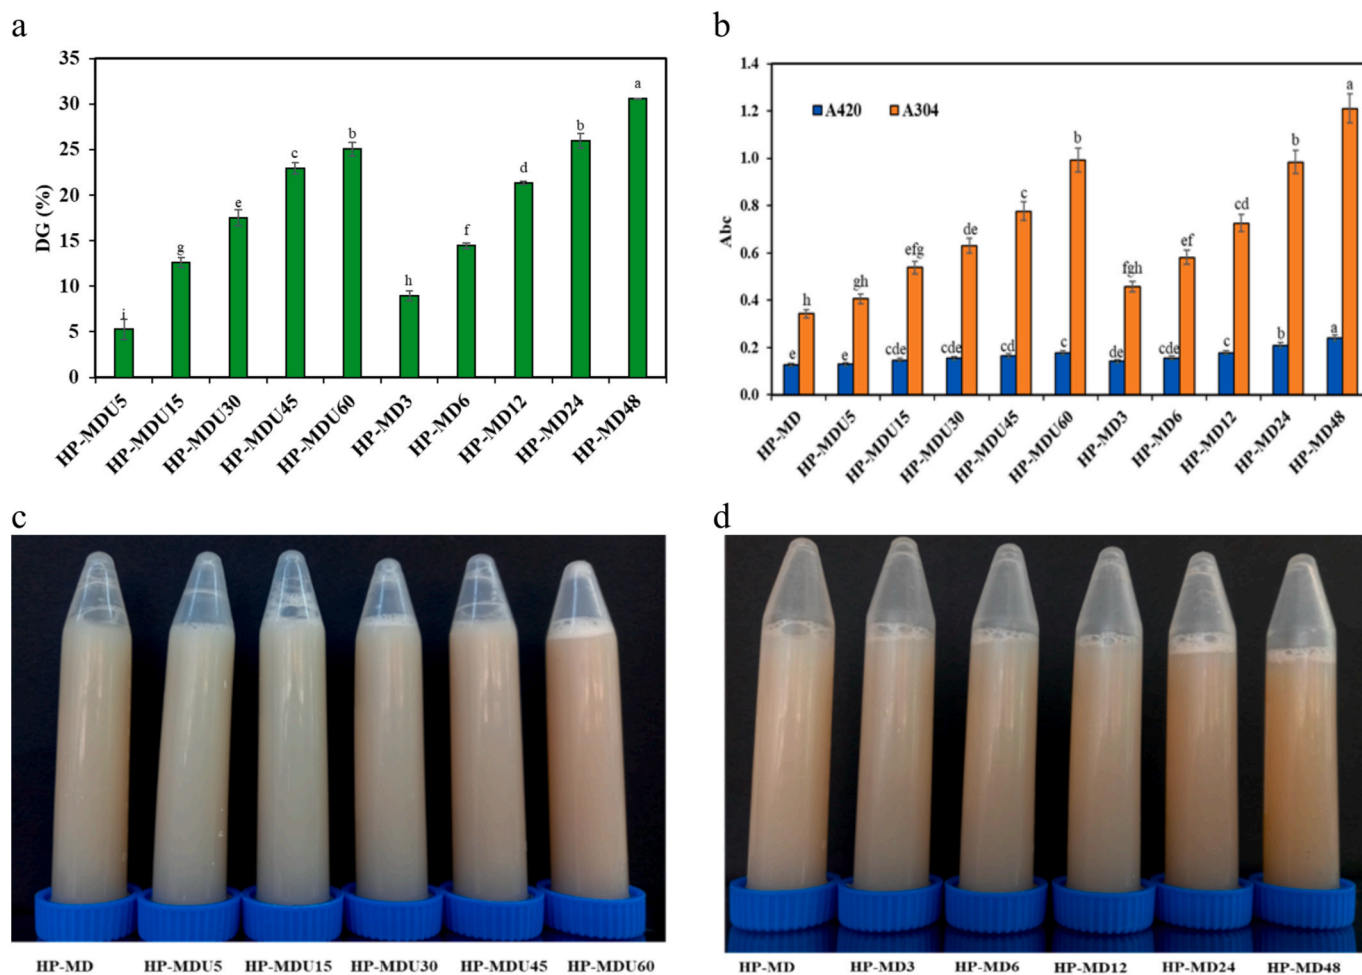 a
35
30
25
20
15
10
5
0
DG (%)
i
g
e
c
b
h
f
d
b
a
HP-MDU5
HP-MDU15
HP-MDU30
HP-MDU45
HP-MDU60
HP-MD3
HP-MD6
HP-MD12
HP-MD24
HP-MD48
b
1.4
1.2
1.0
0.8
0.6
0.4
0.2
0.0
Abc
A420 A304
e h
e gh
cde efg
cde de
cd c
c b
de fgh
cde ef
c cd
b b
a a
HP-MD
HP-MDU5
HP-MDU15
HP-MDU30
HP-MDU45
HP-MDU60
HP-MD3
HP-MD6
HP-MD12
HP-MD24
HP-MD48
c
HP-MD HP-MDU5 HP-MDU15 HP-MDU30 HP-MDU45 HP-MDU60
d
HP-MD HP-MD3 HP-MD6 HP-MD12 HP-MD24 HP-MD48